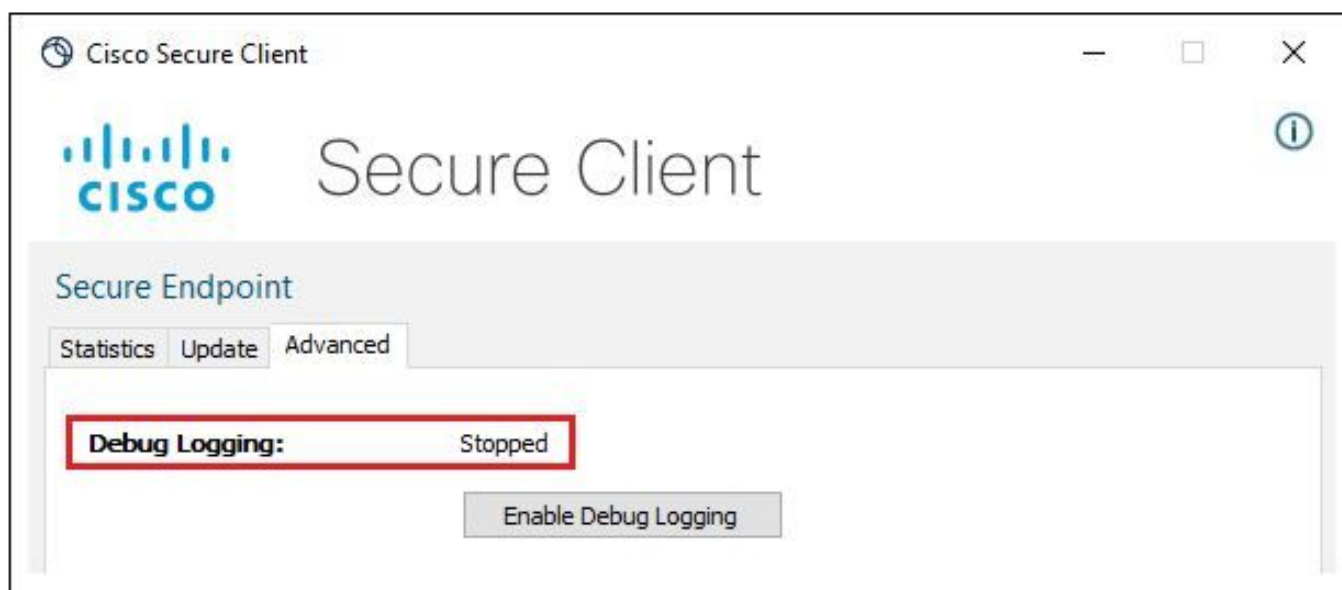 Cisco Secure Client
CISCO Secure Client
Secure Endpoint
Statistics Update Advanced
Debug Logging: Stopped
Enable Debug Logging